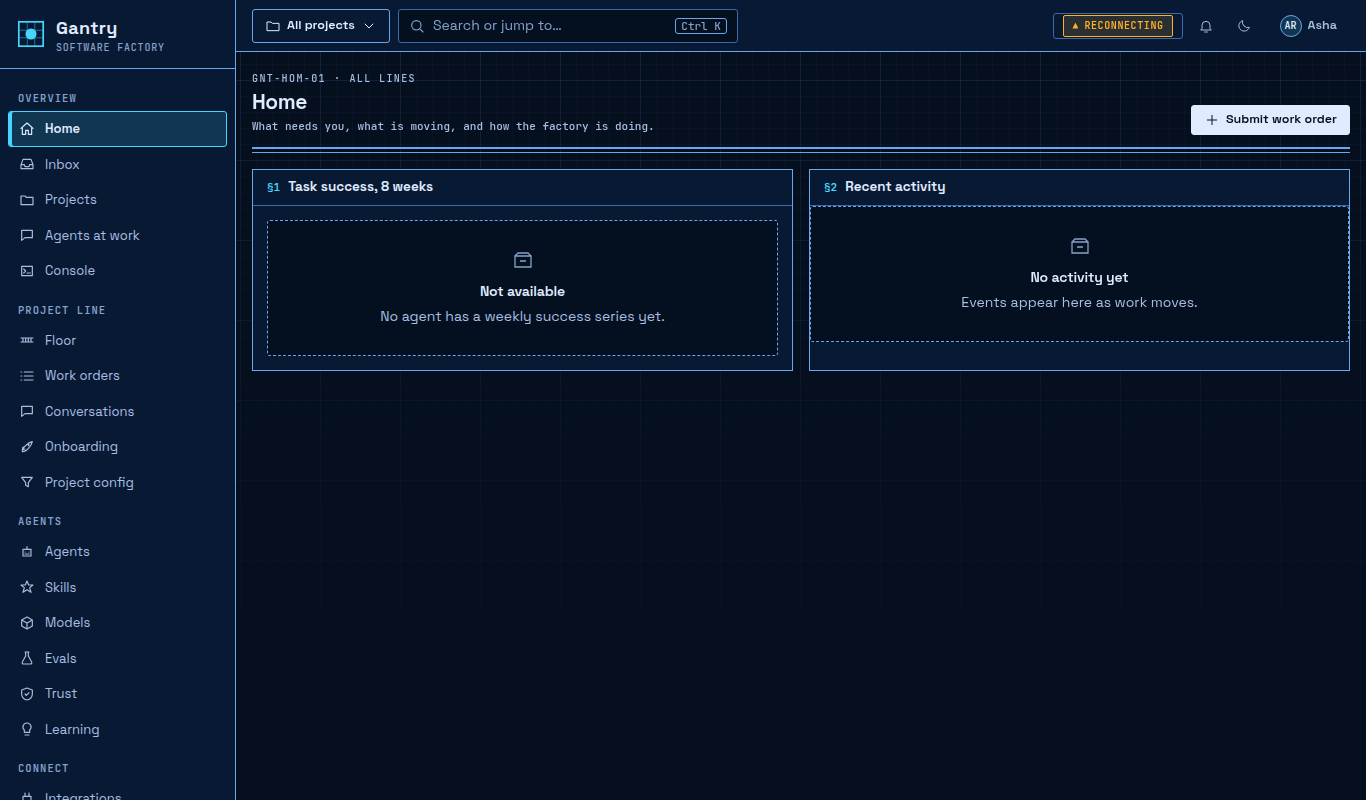 Gantry
SOFTWARE FACTORY
OVERVIEW
Home
Inbox
Projects
Agents at work
Console
PROJECT LINE
Floor
Work orders
Conversations
Onboarding
Project config
AGENTS
Agents
Skills
Models
Evals
Trust
Learning
CONNECT
Integrations
All projects
Search or jump to…
Ctrl K
▲ RECONNECTING
AR Asha
GNT-HOM-01 · ALL LINES
Home
What needs you, what is moving, and how the factory is doing.
Submit work order
§1 Task success, 8 weeks
Not available
No agent has a weekly success series yet.
§2 Recent activity
No activity yet
Events appear here as work moves.